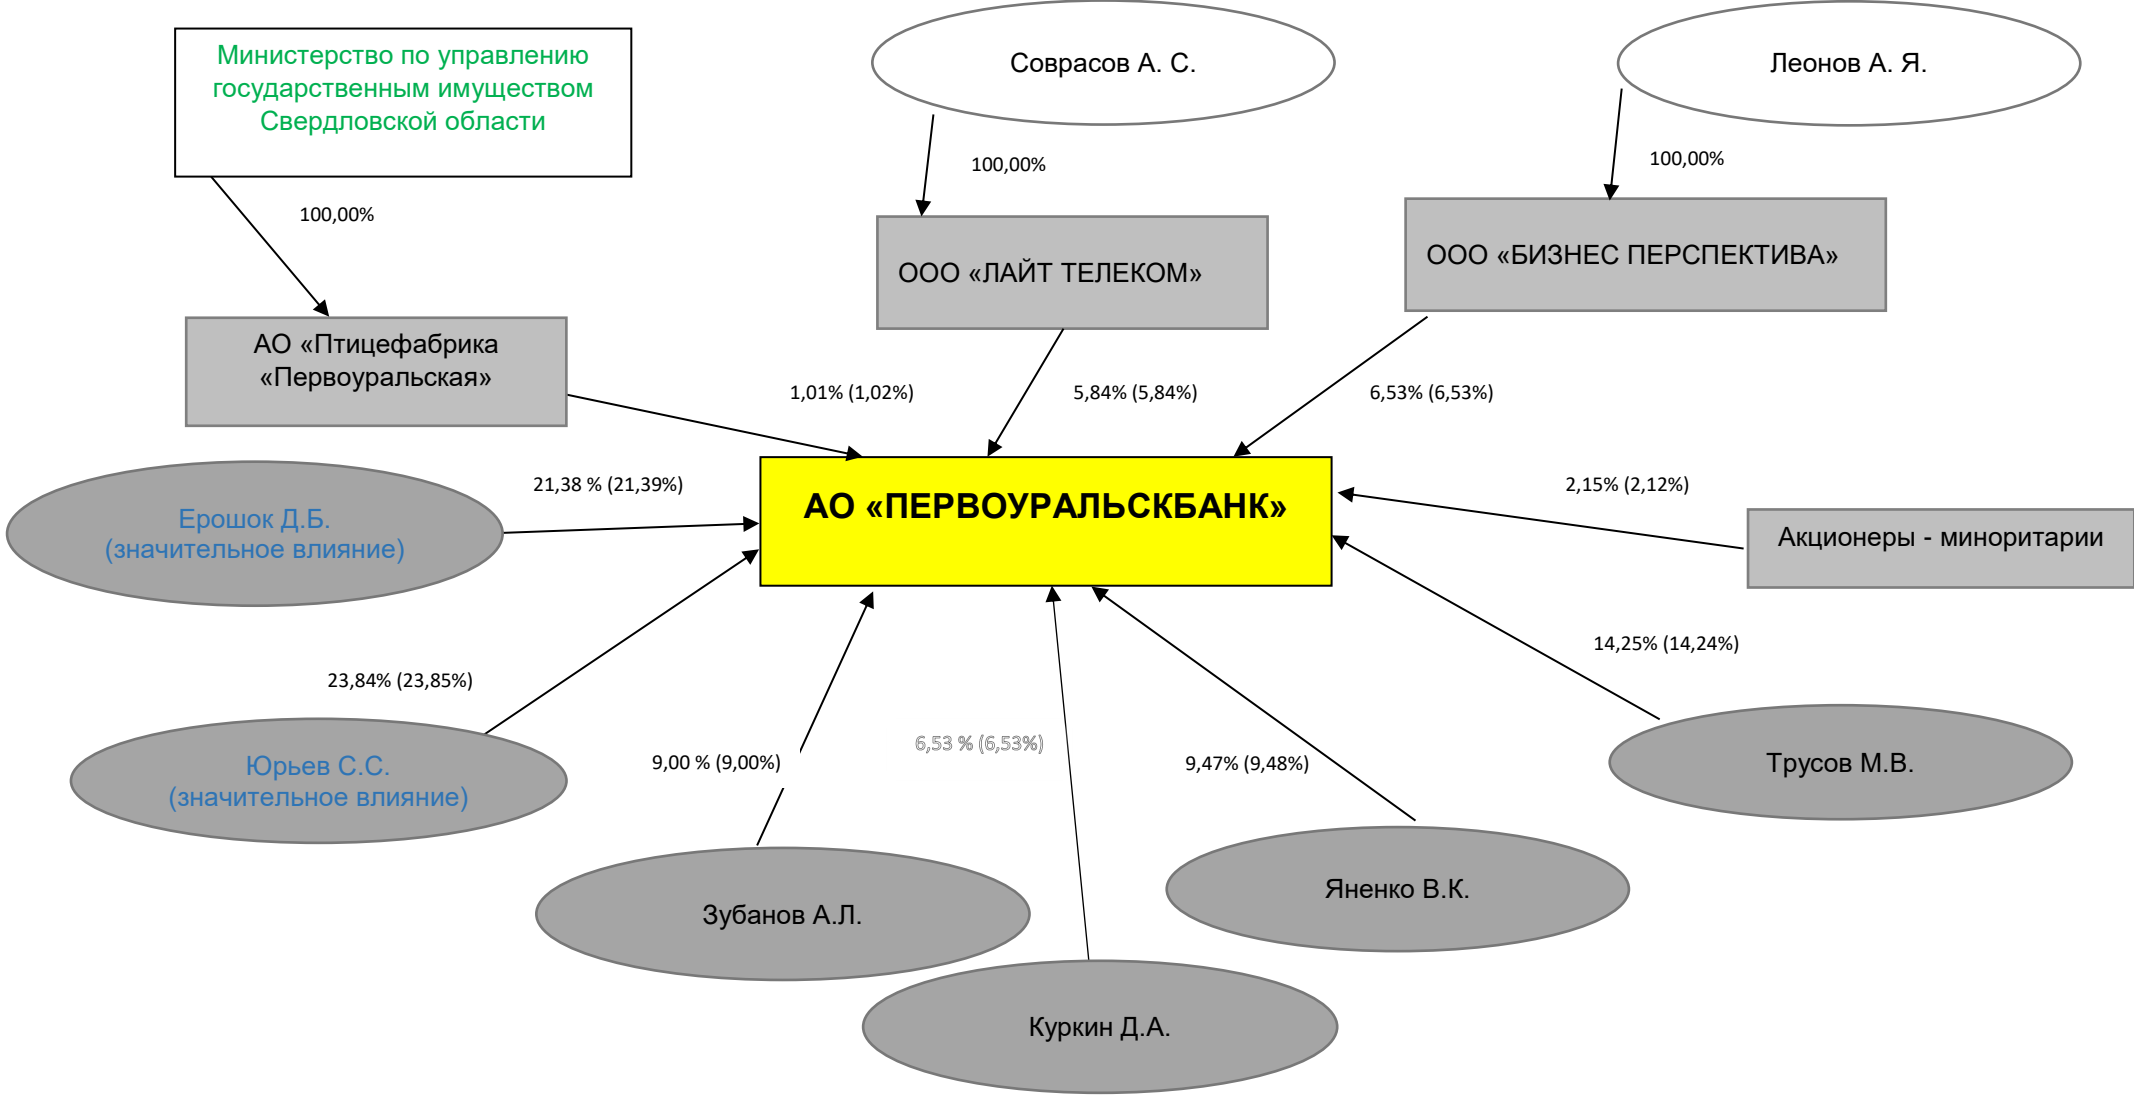 Министерство по управлению
государственным имуществом
Свердловской области
Соврасов А. С.
Леонов А. Я.
100,00%
100,00%
100,00%
ООО «ЛАЙТ ТЕЛЕКОМ»
ООО «БИЗНЕС ПЕРСПЕКТИВА»
АО «Птицефабрика
«Первоуральская»
1,01% (1,02%)
5,84% (5,84%)
6,53% (6,53%)
21,38 % (21,39%)
2,15% (2,12%)
АО «ПЕРВОУРАЛЬСКБАНК»
Ерошок Д.Б.
(значительное влияние)
Акционеры - миноритарии
14,25% (14,24%)
23,84% (23,85%)
6,53 % (6,53%)
9,00 % (9,00%)
9,47% (9,48%)
Юрьев С.С.
(значительное влияние)
Трусов М.В.
Яненко В.К.
Зубанов А.Л.
Куркин Д.А.